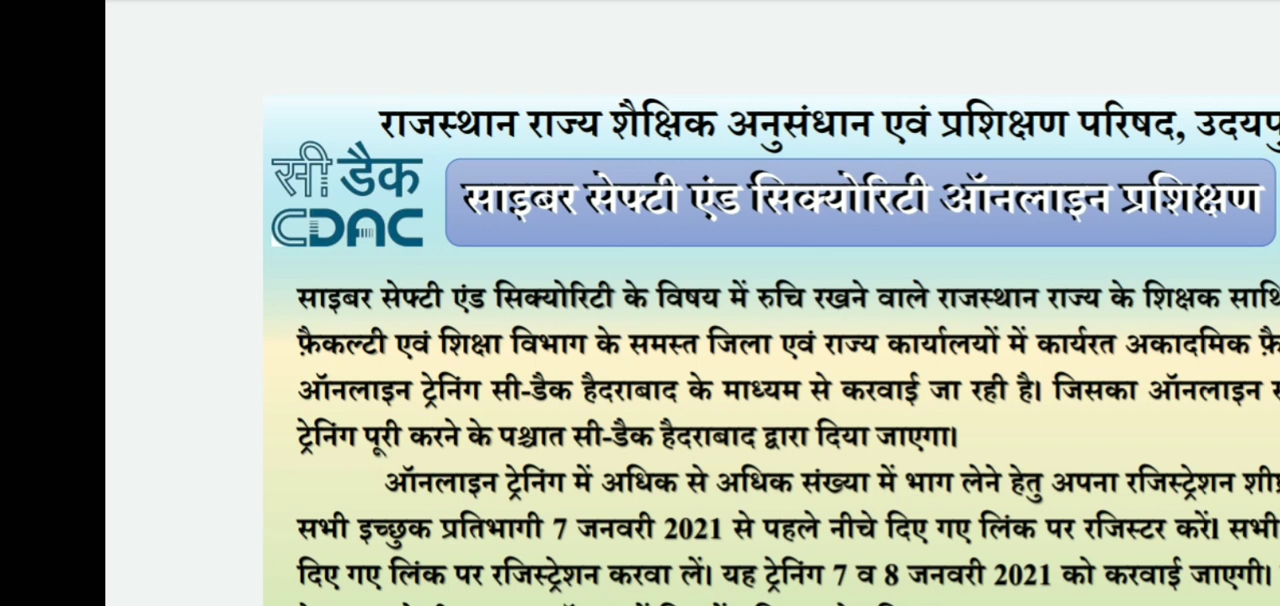 राजस्थान राज्य शैक्षिक अनुसंधान एवं प्रशिक्षण परिषद,
सी डैक
CDAC
साइबर सेफ्टी एंड सिक्योरिटी ऑनलाइन प्रशिक्षण
साइबर सेफ्टी एंड सिक्योरिटी के विषय में रुचि रखने वाले राजस्थान राज्य के शिक्षक
फ़ैकल्टी एवं शिक्षा विभाग के समस्त जिला एवं राज्य कार्यालयों में कार्यरत अकादमिक
ऑनलाइन ट्रेनिंग सी-डैक हैदराबाद के माध्यम से करवाई जा रही है। जिसका ऑनलाइन
ट्रेनिंग पूरी करने के पश्चात सी-डैक हैदराबाद द्वारा दिया जाएगा।
ऑनलाइन ट्रेनिंग में अधिक से अधिक संख्या में भाग लेने हेतु अपना रजिस्ट्रेशन
सभी इच्छुक प्रतिभागी 7 जनवरी 2021 से पहले नीचे दिए गए लिंक पर रजिस्टर करें। सभी
दिए गए लिंक पर रजिस्ट्रेशन करवा लें। यह ट्रेनिंग 7 व 8 जनवरी 2021 को करवाई जाएगी।